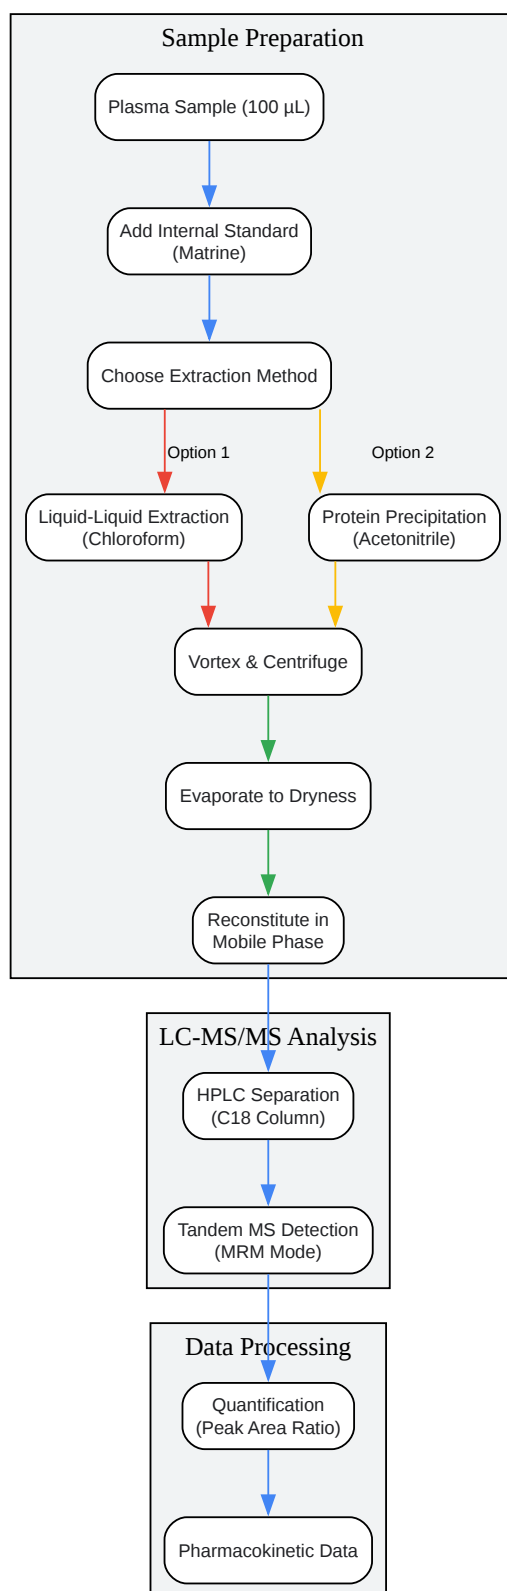 Sample Preparation
Plasma Sample (100 µL)
Add Internal Standard
(Matrine)
Choose Extraction Method
Option 1
Option 2
Liquid-Liquid Extraction
(Chloroform)
Protein Precipitation
(Acetonitrile)
Vortex & Centrifuge
Evaporate to Dryness
Reconstitute in
Mobile Phase
LC-MS/MS Analysis
HPLC Separation
(C18 Column)
Tandem MS Detection
(MRM Mode)
Data Processing
Quantification
(Peak Area Ratio)
Pharmacokinetic Data